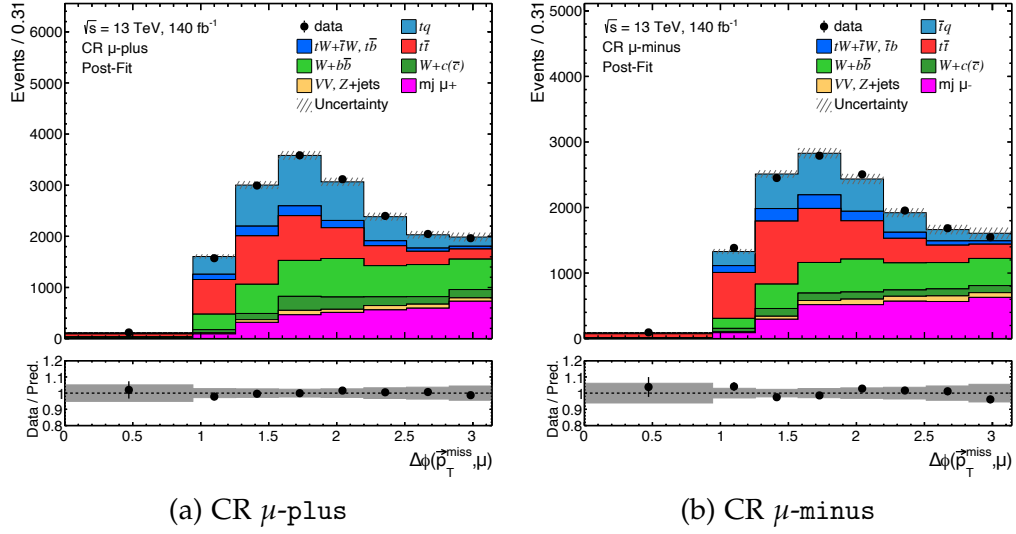 Events / 0.31
6000
5000
4000
3000
2000
1000
0
√s = 13 TeV, 140 fb⁻¹
CR μ-plus
Post-Fit
data
tq
tW+t̅W, tb̅
tt̅
W+bb̅
W+c(c̅)
VV, Z+jets
mj μ+
Uncertainty
Data / Pred.
1.2
1.1
1
0.9
0.8
0 0.5 1 1.5 2 2.5 3
Δϕ(p⃗_T^miss,μ)
(a) CR μ-plus
Events / 0.31
5000
4000
3000
2000
1000
0
√s = 13 TeV, 140 fb⁻¹
CR μ-minus
Post-Fit
data
t̅q
tW+t̅W, t̅b
tt̅
W+bb̅
W+c(c̅)
VV, Z+jets
mj μ-
Uncertainty
Data / Pred.
1.2
1.1
1
0.9
0.8
0 0.5 1 1.5 2 2.5 3
Δϕ(p⃗_T^miss,μ)
(b) CR μ-minus